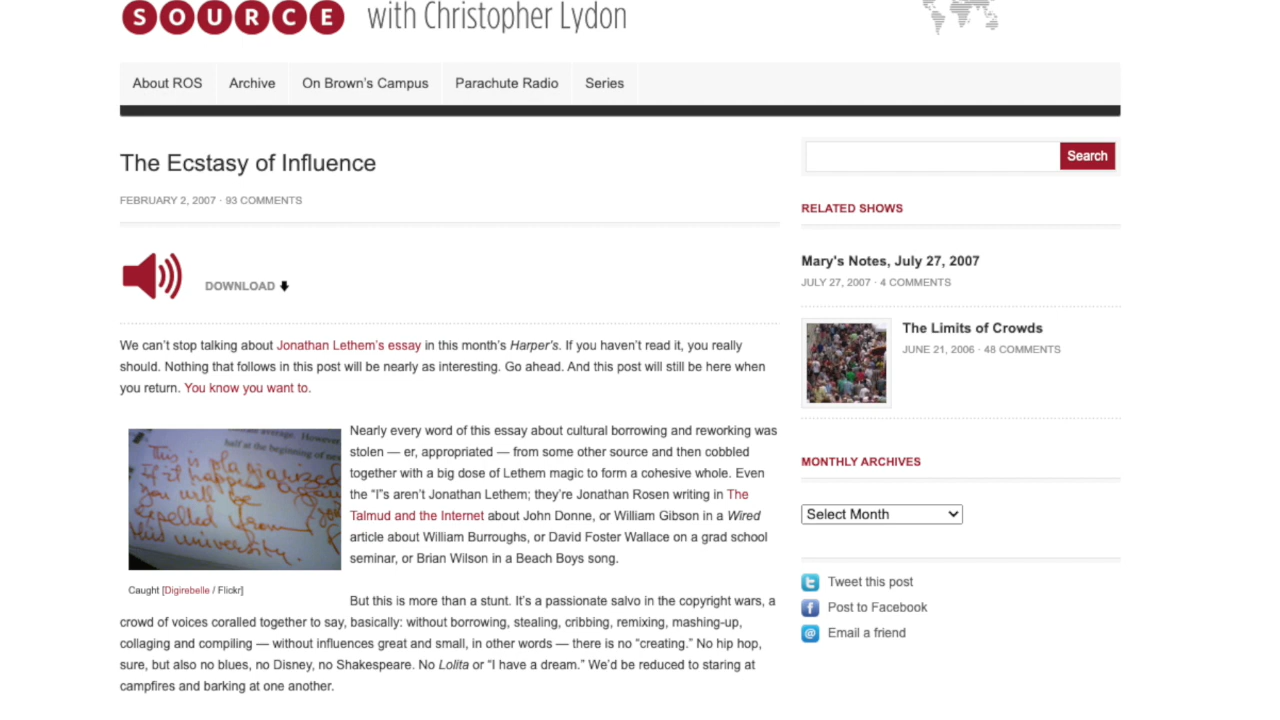 SOURCE with Christopher Lydon
About ROS Archive On Brown's Campus Parachute Radio Series
The Ecstasy of Influence
FEBRUARY 2, 2007 · 93 COMMENTS
DOWNLOAD
We can't stop talking about Jonathan Lethem's essay in this month's Harper's. If you haven't read it, you really
should. Nothing that follows in this post will be nearly as interesting. Go ahead. And this post will still be here when
you return. You know you want to.
average. However
half at the beginning of
This is plagiarized
If it happens again
you will be
expelled from
this university.
Caught [Digirebelle / Flickr]
Nearly every word of this essay about cultural borrowing and reworking was
stolen — er, appropriated — from some other source and then cobbled
together with a big dose of Lethem magic to form a cohesive whole. Even
the “I”s aren't Jonathan Lethem; they're Jonathan Rosen writing in The
Talmud and the Internet about John Donne, or William Gibson in a Wired
article about William Burroughs, or David Foster Wallace on a grad school
seminar, or Brian Wilson in a Beach Boys song.
But this is more than a stunt. It's a passionate salvo in the copyright wars, a
crowd of voices coralled together to say, basically: without borrowing, stealing, cribbing, remixing, mashing-up,
collaging and compiling — without influences great and small, in other words — there is no “creating.” No hip hop,
sure, but also no blues, no Disney, no Shakespeare. No Lolita or “I have a dream.” We'd be reduced to staring at
campfires and barking at one another.
Search
RELATED SHOWS
Mary's Notes, July 27, 2007
JULY 27, 2007 · 4 COMMENTS
The Limits of Crowds
JUNE 21, 2006 · 48 COMMENTS
MONTHLY ARCHIVES
Select Month
Tweet this post
Post to Facebook
Email a friend